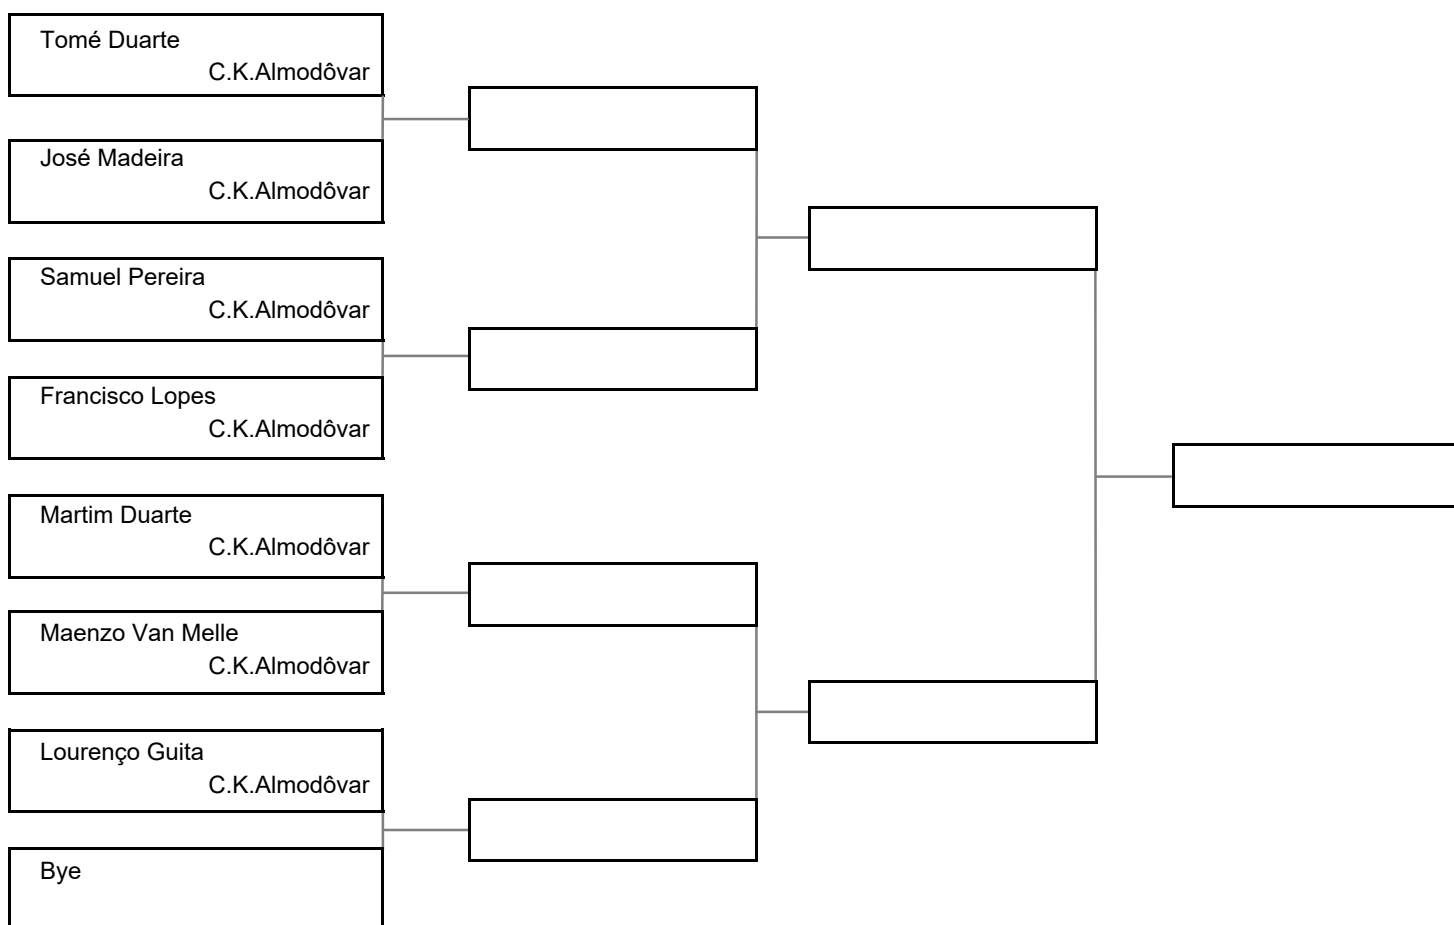 Tomé Duarte
C.K.Almodôvar
José Madeira
C.K.Almodôvar
Samuel Pereira
C.K.Almodôvar
Francisco Lopes
C.K.Almodôvar
Martim Duarte
C.K.Almodôvar
Maenzo Van Melle
C.K.Almodôvar
Lourenço Guita
C.K.Almodôvar
Bye